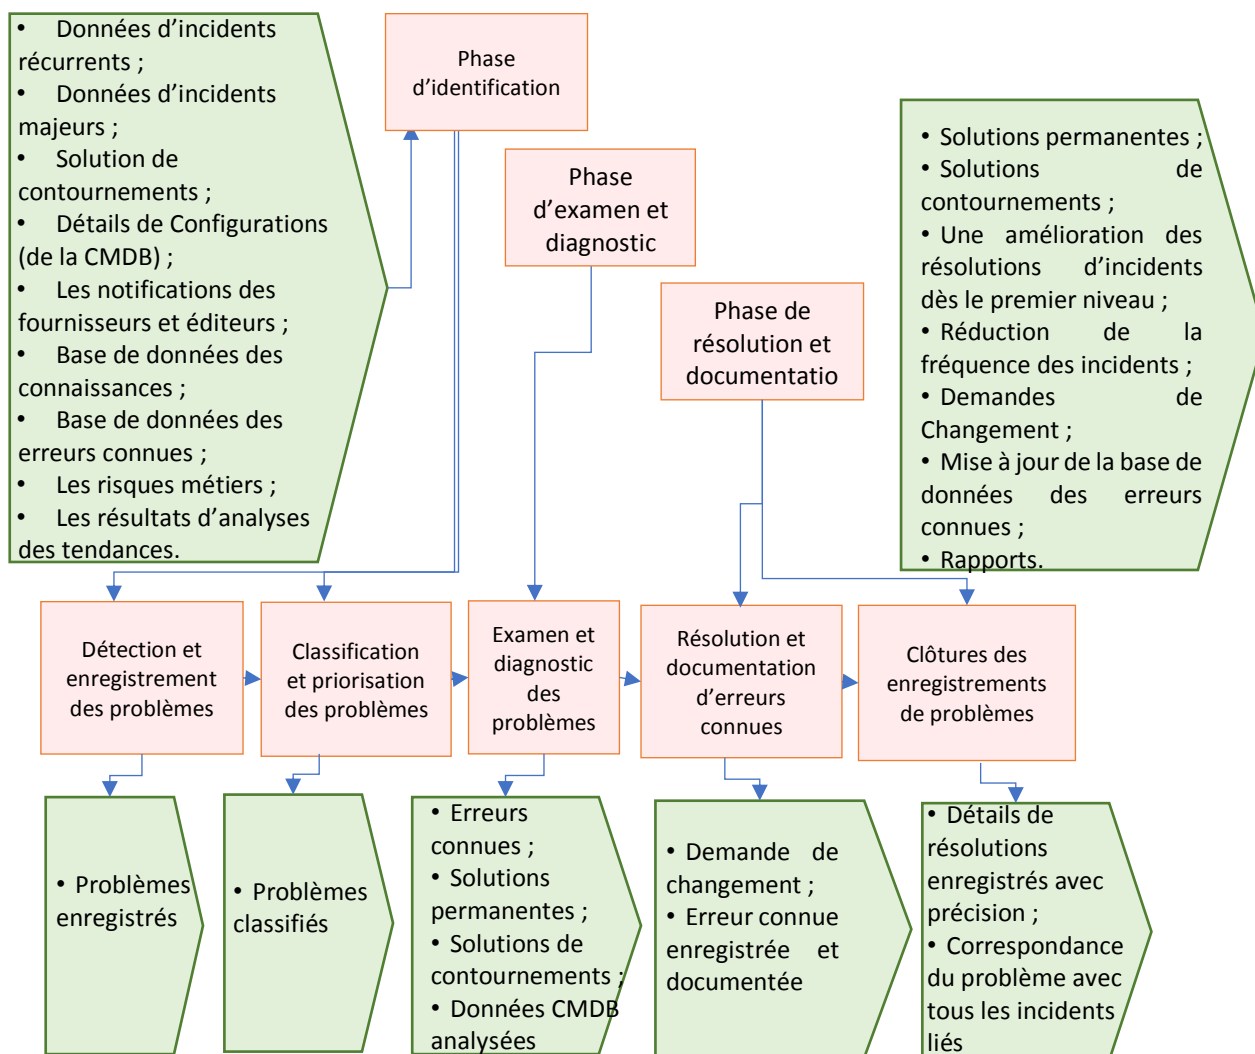 • Données d’incidents
récurrents ;
• Données d’incidents
majeurs ;
• Solution de
contournements ;
• Détails de Configurations
(de la CMDB) ;
• Les notifications des
fournisseurs et éditeurs ;
• Base de données des
connaissances ;
• Base de données des
erreurs connues ;
• Les risques métiers ;
• Les résultats d’analyses
des tendances.
Phase
d’identification
Phase
d’examen et
diagnostic
Phase de
résolution et
documentatio
• Solutions permanentes ;
• Solutions de
contournements ;
• Une amélioration des
résolutions d’incidents
dès le premier niveau ;
• Réduction de la
fréquence des incidents ;
• Demandes de
Changement ;
• Mise à jour de la base de
données des erreurs
connues ;
• Rapports.
Détection et
enregistrement
des problèmes
Classification
et priorisation
des problèmes
Examen et
diagnostic
des
problèmes
Résolution et
documentation
d’erreurs
connues
Clôtures des
enregistrements
de problèmes
• Problèmes
enregistrés
• Problèmes
classifiés
• Erreurs
connues ;
• Solutions
permanentes ;
• Solutions de
contournements ;
• Données CMDB
analysées
• Demande de
changement ;
• Erreur connue
enregistrée et
documentée
• Détails de
résolutions
enregistrés avec
précision ;
• Correspondance
du problème avec
tous les incidents
liés